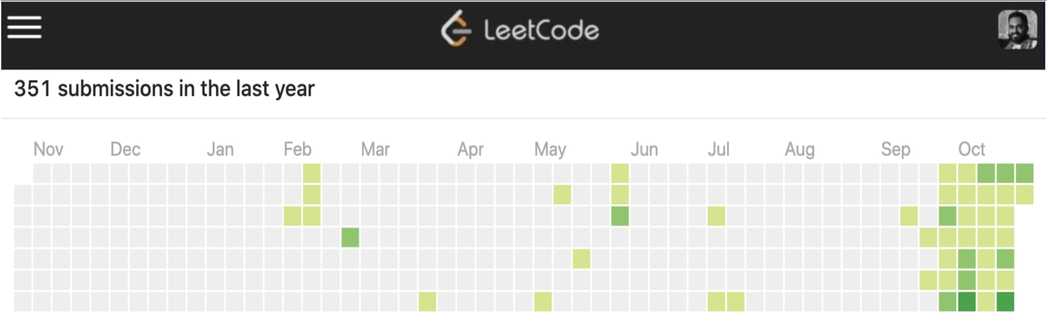 LeetCode
351 submissions in the last year
Nov Dec Jan Feb Mar Apr May Jun Jul Aug Sep Oct